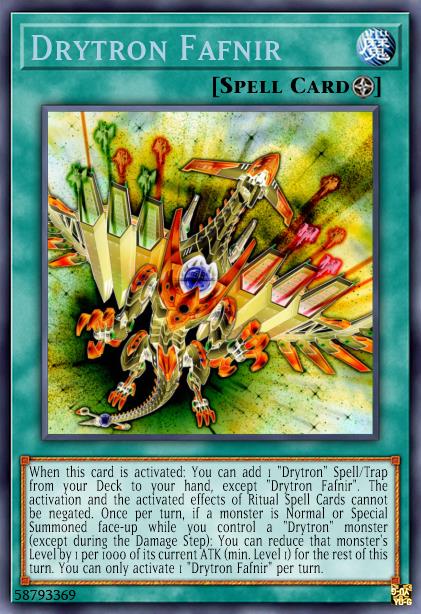 Drytron Fafnir
魔
[Spell Card]
When this card is activated: You can add 1 "Drytron" Spell/Trap
from your Deck to your hand, except "Drytron Fafnir". The
activation and the activated effects of Ritual Spell Cards cannot
be negated. Once per turn, if a monster is Normal or Special
Summoned face-up while you control a "Drytron" monster
(except during the Damage Step): You can reduce that monster's
Level by 1 per 1000 of its current ATK (min. Level 1) for the rest of this
turn. You can only activate 1 "Drytron Fafnir" per turn.
58793369